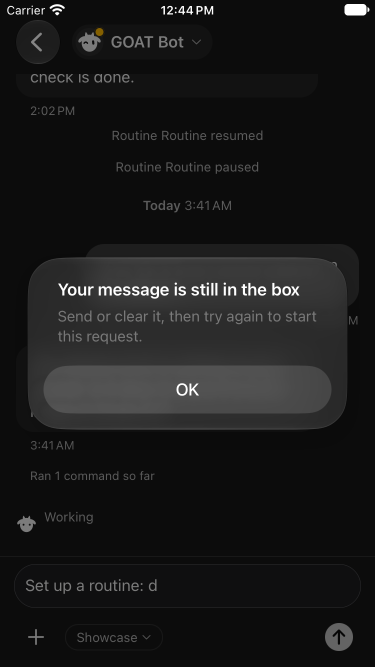 Carrier 12:44 PM
GOAT Bot
check is done.
2:02 PM
Routine Routine resumed
Routine Routine paused
Today 3:41 AM
Your message is still in the box
Send or clear it, then try again to start
this request.
OK
3:41 AM
Ran 1 command so far
Working
Set up a routine: d
Showcase